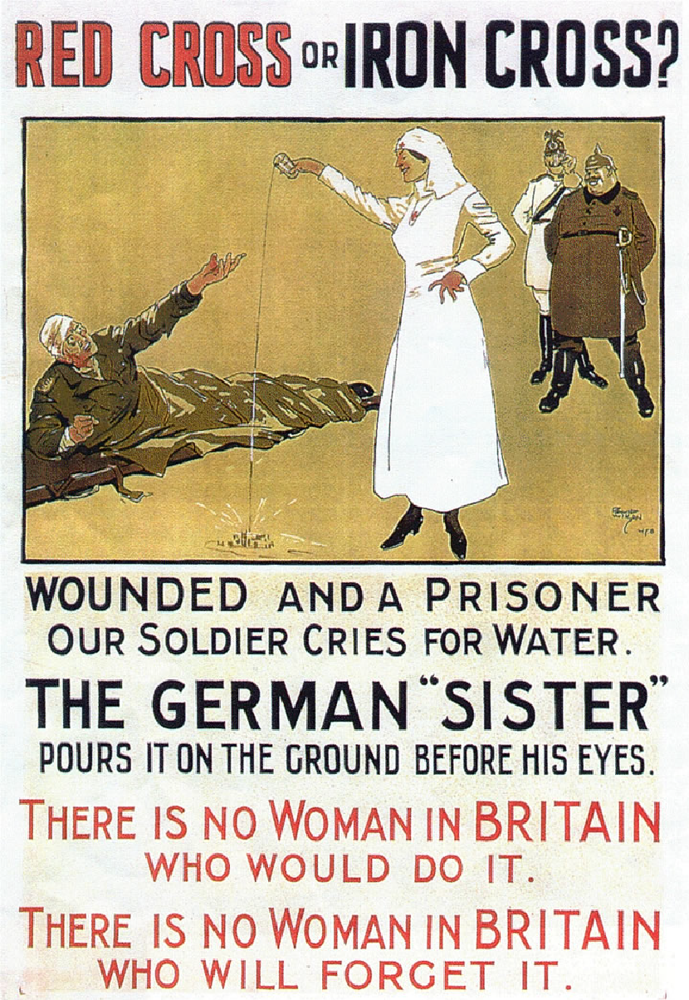 RED CROSS OR IRON CROSS?
WFB
WOUNDED AND A PRISONER
OUR SOLDIER CRIES FOR WATER.
THE GERMAN “SISTER”
POURS IT ON THE GROUND BEFORE HIS EYES.
THERE IS NO WOMAN IN BRITAIN
WHO WOULD DO IT.
THERE IS NO WOMAN IN BRITAIN
WHO WILL FORGET IT.